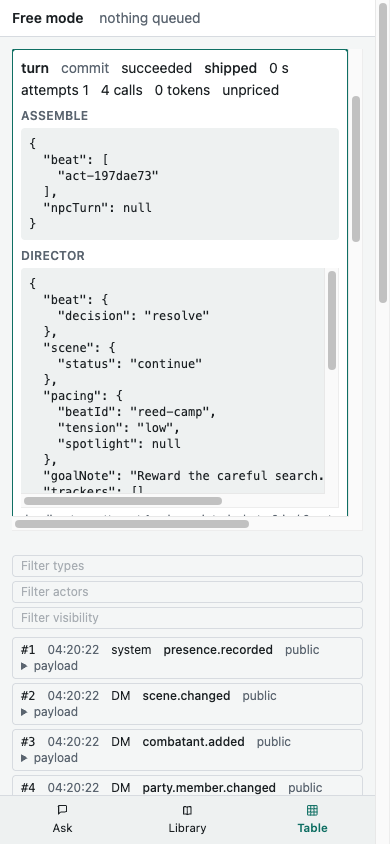 Free mode nothing queued
turn commit succeeded shipped 0 s
attempts 1 4 calls 0 tokens unpriced
ASSEMBLE
{
"beat": [
"act-197dae73"
],
"npcTurn": null
}
DIRECTOR
{
"beat": {
"decision": "resolve"
},
"scene": {
"status": "continue"
},
"pacing": {
"beatId": "reed-camp",
"tension": "low",
"spotlight": null
},
"goalNote": "Reward the careful search.
"trackers": []
Filter types
Filter actors
Filter visibility
#1 04:20:22 system presence.recorded public
▶ payload
#2 04:20:22 DM scene.changed public
▶ payload
#3 04:20:22 DM combatant.added public
▶ payload
#4 04:20:22 DM party.member.changed public
Ask Library Table